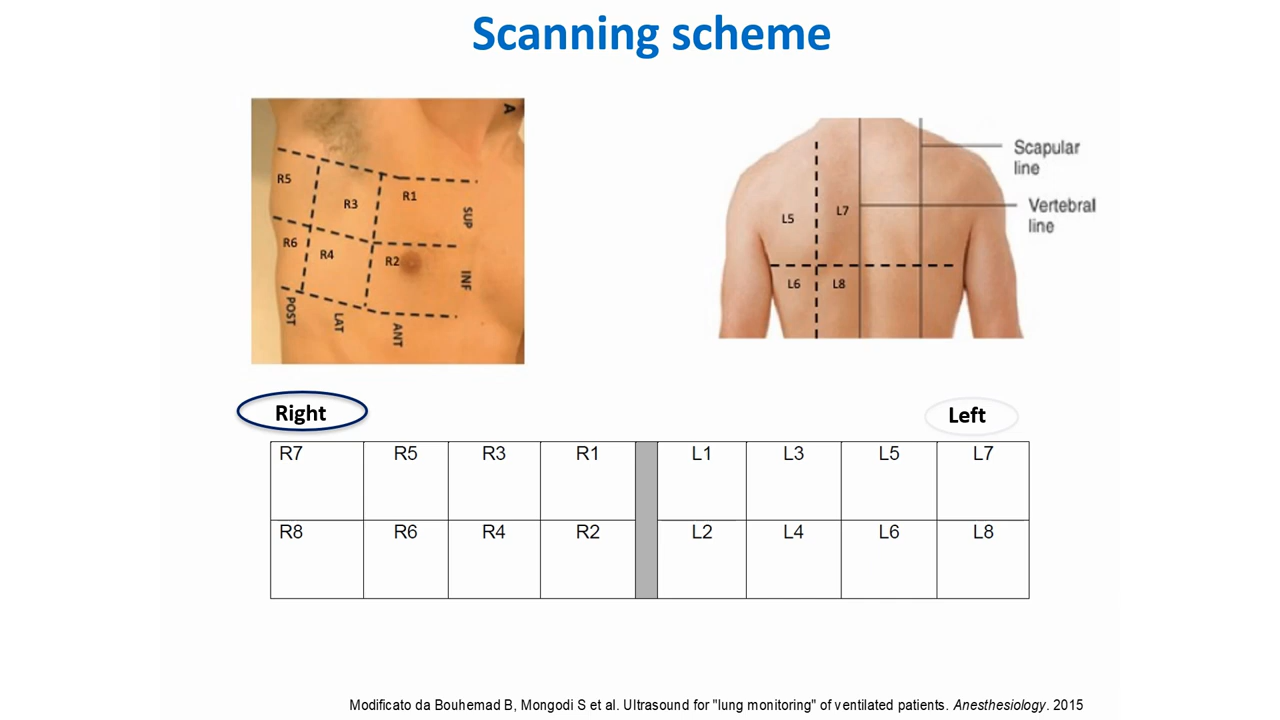 Scanning scheme
A
R5
R3
R1
SUP
R6
R4
R2
INF
POST
LAT
ANT
Scapular
line
Vertebral
line
L5
L7
L6
L8
Right
Left
R7 R5 R3 R1 L1 L3 L5 L7
R8 R6 R4 R2 L2 L4 L6 L8
Modificato da Bouhemad B, Mongodi S et al. Ultrasound for "lung monitoring" of ventilated patients. Anesthesiology. 2015